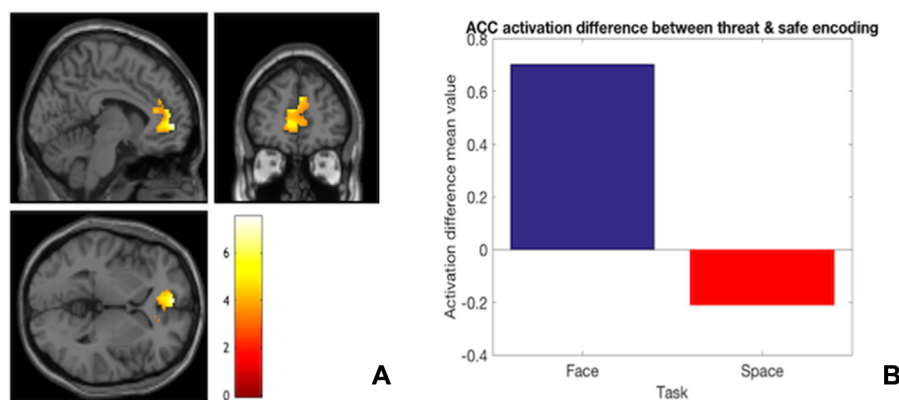 6
4
2
0
A
ACC activation difference between threat & safe encoding
0.8
0.6
0.4
0.2
0
-0.2
-0.4
Activation difference mean value
Face
Space
Task
B